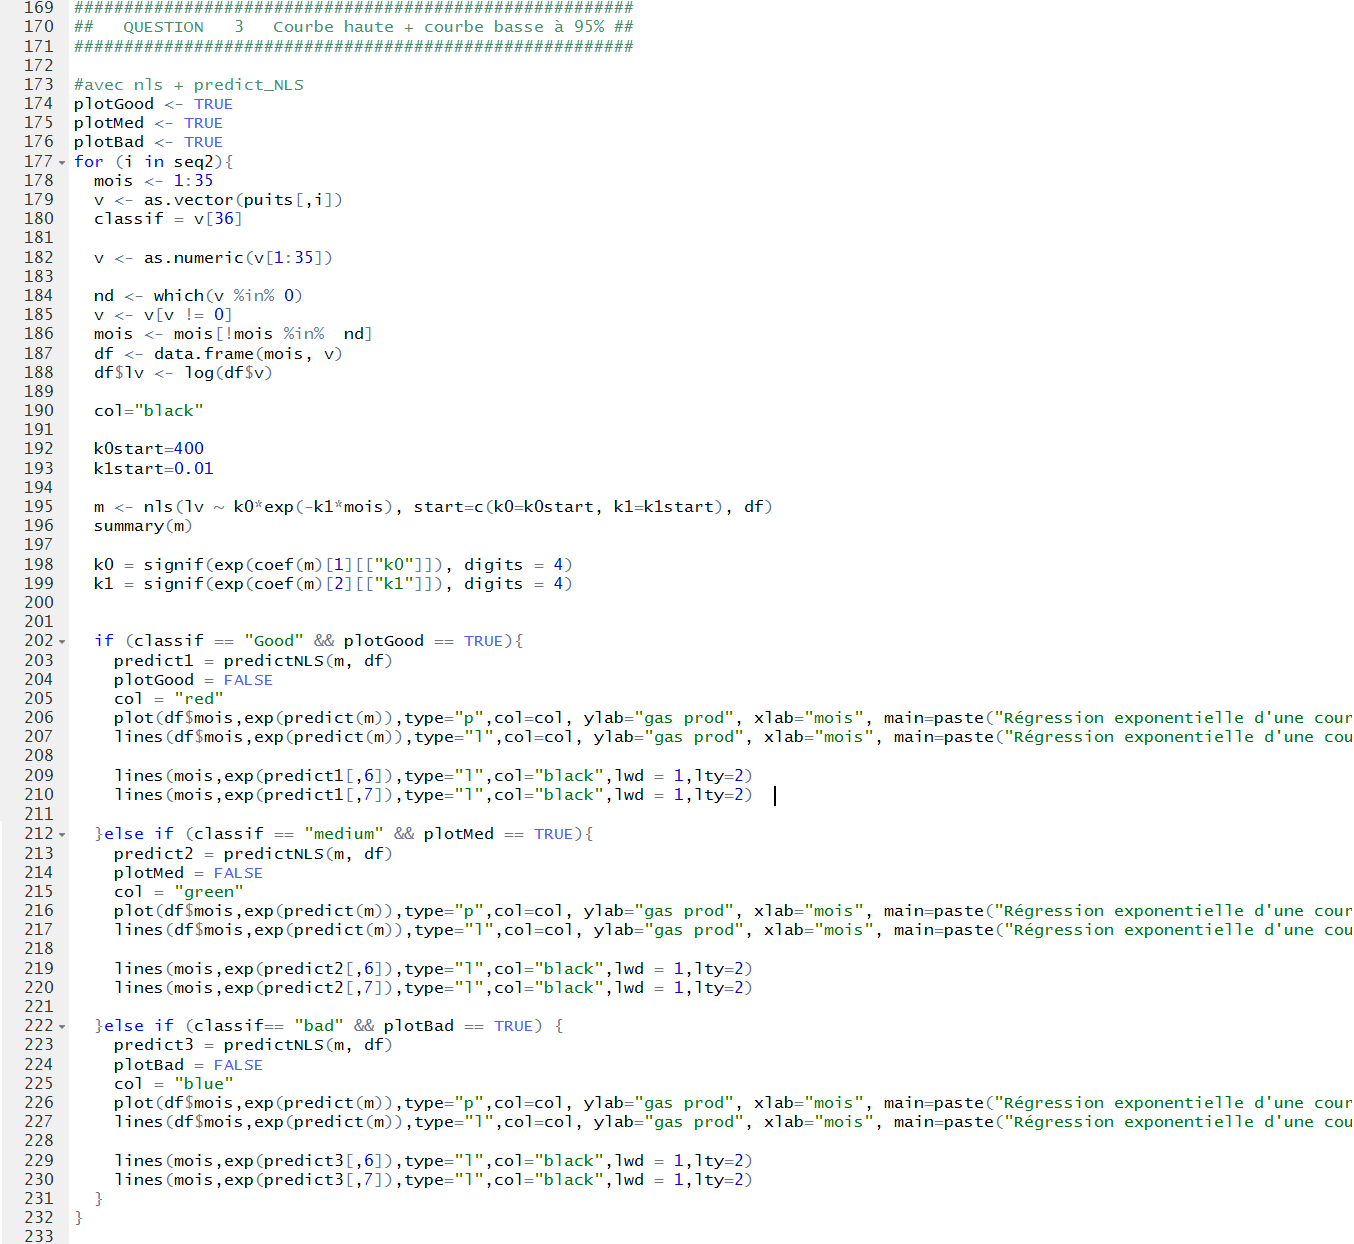 169 ########################################################
170 ##   QUESTION   3   Courbe haute + courbe basse à 95% ##
171 ########################################################
172
173 #avec nls + predict_NLS
174 plotGood <- TRUE
175 plotMed <- TRUE
176 plotBad <- TRUE
177 for (i in seq2){
178   mois <- 1:35
179   v <- as.vector(puits[,i])
180   classif = v[36]
181
182   v <- as.numeric(v[1:35])
183
184   nd <- which(v %in% 0)
185   v <- v[v != 0]
186   mois <- mois[!mois %in%  nd]
187   df <- data.frame(mois, v)
188   df$lv <- log(df$v)
189
190   col="black"
191
192   k0start=400
193   k1start=0.01
194
195   m <- nls(lv ~ k0*exp(-k1*mois), start=c(k0=k0start, k1=k1start), df)
196   summary(m)
197
198   k0 = signif(exp(coef(m)[1][["k0"]]), digits = 4)
199   k1 = signif(exp(coef(m)[2][["k1"]]), digits = 4)
200
201
202   if (classif == "Good" && plotGood == TRUE){
203     predict1 = predictNLS(m, df)
204     plotGood = FALSE
205     col = "red"
206     plot(df$mois,exp(predict(m)),type="p",col=col, ylab="gas prod", xlab="mois", main=paste("Régression exponentielle d'une cour
207     lines(df$mois,exp(predict(m)),type="l",col=col, ylab="gas prod", xlab="mois", main=paste("Régression exponentielle d'une cou
208
209     lines(mois,exp(predict1[,6]),type="l",col="black",lwd = 1,lty=2)
210     lines(mois,exp(predict1[,7]),type="l",col="black",lwd = 1,lty=2)
211
212   }else if (classif == "medium" && plotMed == TRUE){
213     predict2 = predictNLS(m, df)
214     plotMed = FALSE
215     col = "green"
216     plot(df$mois,exp(predict(m)),type="p",col=col, ylab="gas prod", xlab="mois", main=paste("Régression exponentielle d'une cour
217     lines(df$mois,exp(predict(m)),type="l",col=col, ylab="gas prod", xlab="mois", main=paste("Régression exponentielle d'une cou
218
219     lines(mois,exp(predict2[,6]),type="l",col="black",lwd = 1,lty=2)
220     lines(mois,exp(predict2[,7]),type="l",col="black",lwd = 1,lty=2)
221
222   }else if (classif== "bad" && plotBad == TRUE) {
223     predict3 = predictNLS(m, df)
224     plotBad = FALSE
225     col = "blue"
226     plot(df$mois,exp(predict(m)),type="p",col=col, ylab="gas prod", xlab="mois", main=paste("Régression exponentielle d'une cour
227     lines(df$mois,exp(predict(m)),type="l",col=col, ylab="gas prod", xlab="mois", main=paste("Régression exponentielle d'une cou
228
229     lines(mois,exp(predict3[,6]),type="l",col="black",lwd = 1,lty=2)
230     lines(mois,exp(predict3[,7]),type="l",col="black",lwd = 1,lty=2)
231   }
232 }
233